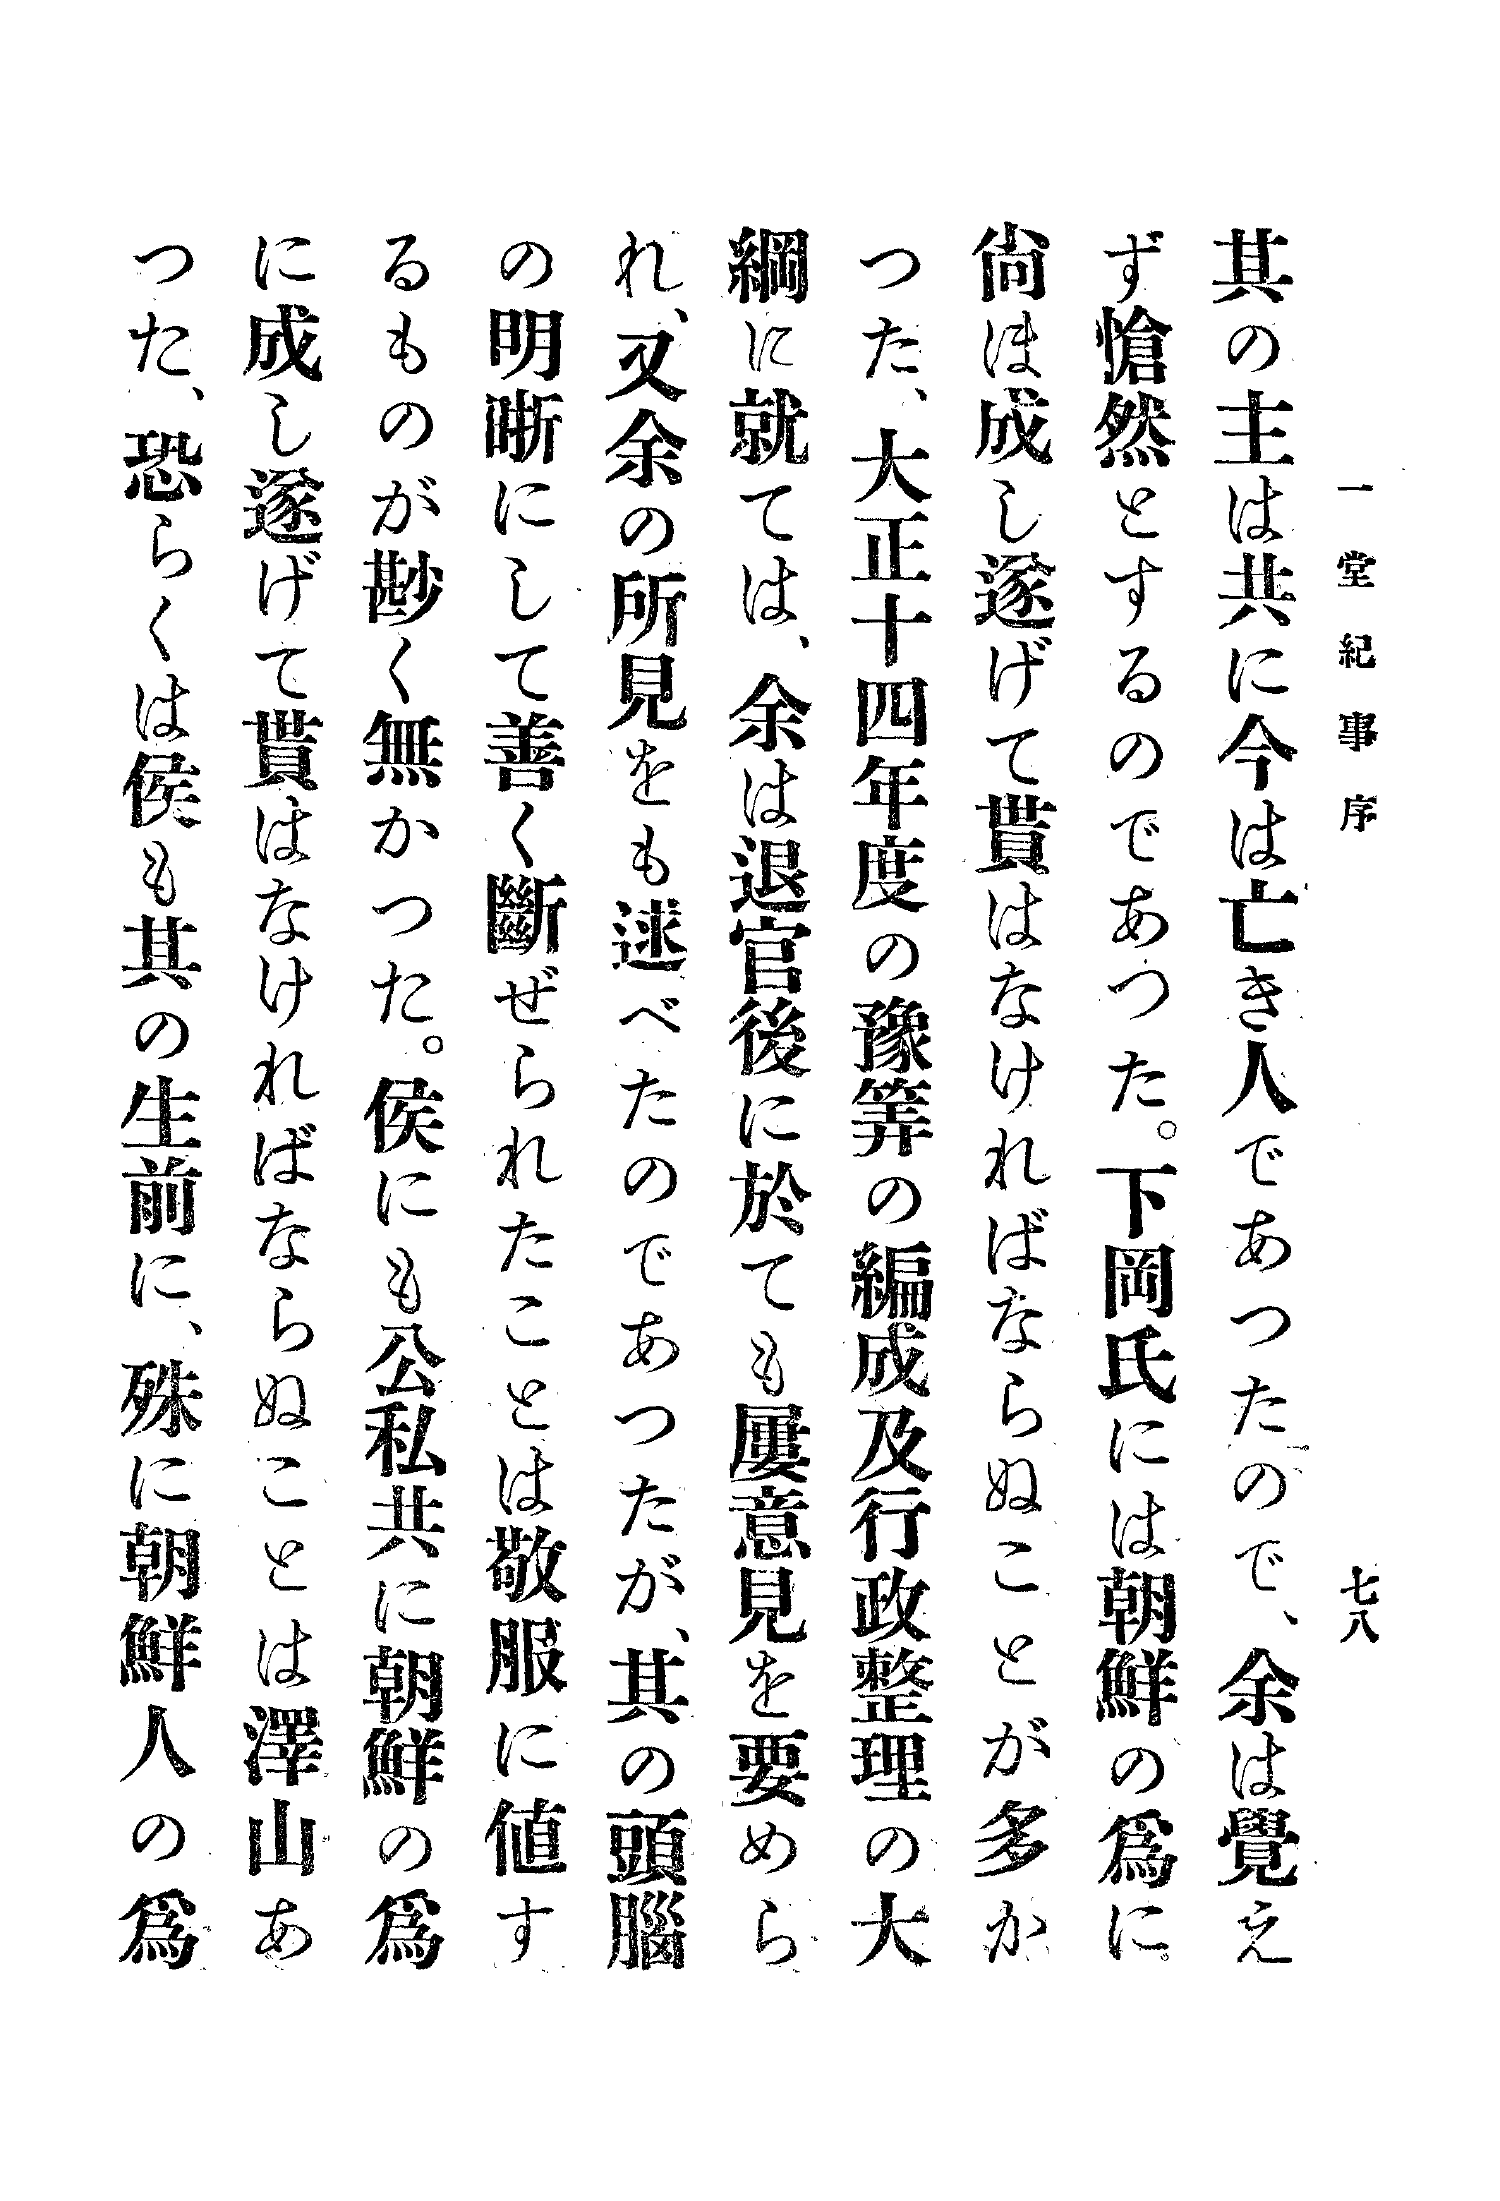 一堂紀事序
七八
其の主は共に今は亡き人であつたので、余は覺え
ず愴然とするのであつた。下岡氏には朝鮮の爲に
尙ほ成し遂げて貰はなければならぬことが多か
つた、大正十四年度の豫算の編成及行政整理の大
綱に就ては、余は退官後に於ても屢意見を要めら
れ、又余の所見をも述べたのであつたが、其の頭腦
の明晰にして善く斷ぜられたことは敬服に値す
るものが尠く無かつた。侯にも公私共に朝鮮の爲
に成し遂げて貰はなければならぬことは澤山あ
つた、恐らくは侯も其の生前に、殊に朝鮮人の爲